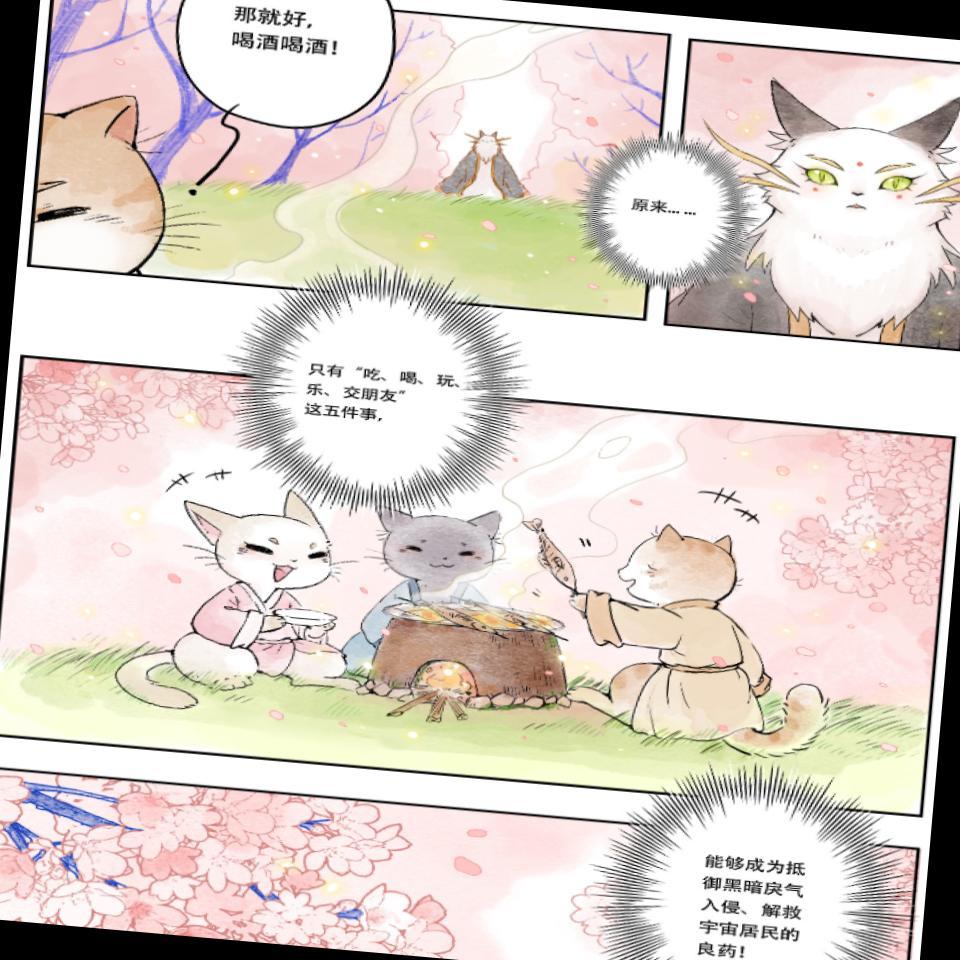 那就好，
喝酒喝酒！
原来……
只有“吃、喝、玩、
乐、交朋友”
这五件事，
能够成为抵
御黑暗戾气
入侵、解救
宇宙居民的
良药！